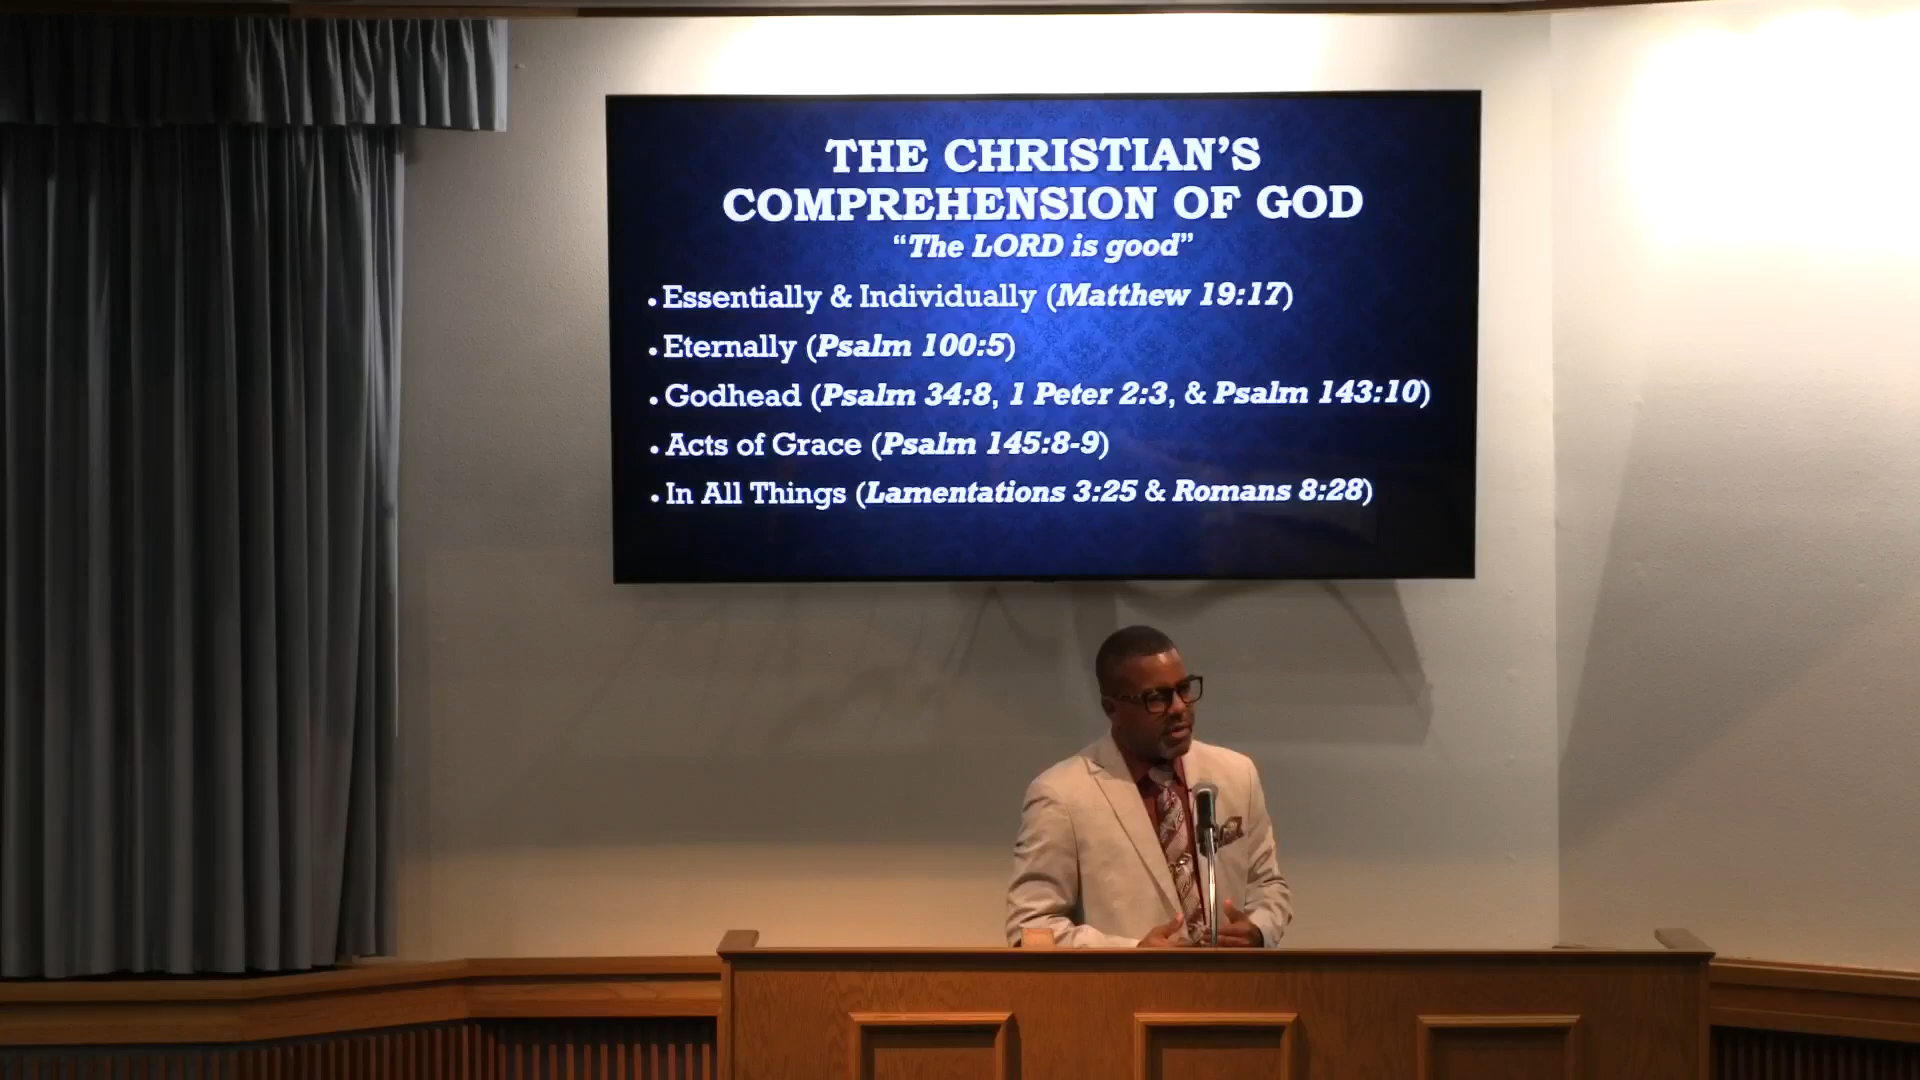 THE CHRISTIAN’S
COMPREHENSION OF GOD
“The LORD is good”
• Essentially & Individually (Matthew 19:17)
• Eternally (Psalm 100:5)
• Godhead (Psalm 34:8, 1 Peter 2:3, & Psalm 143:10)
• Acts of Grace (Psalm 145:8-9)
• In All Things (Lamentations 3:25 & Romans 8:28)